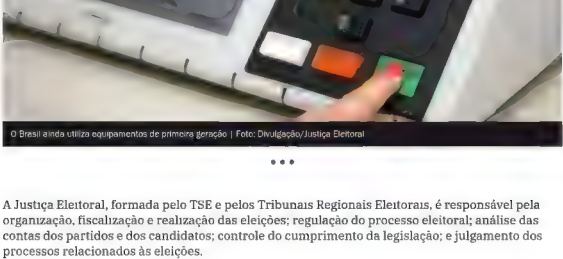 O Brasil ainda utiliza equipamentos de primeira geração | Foto: Divulgação/Justiça Eleitoral
A Justiça Eleitoral, formada pelo TSE e pelos Tribunais Regionais Eleitorais, é responsável pela
organização, fiscalização e realização das eleições; regulação do processo eleitoral; análise das
contas dos partidos e dos candidatos; controle do cumprimento da legislação; e julgamento dos
processos relacionados às eleições.